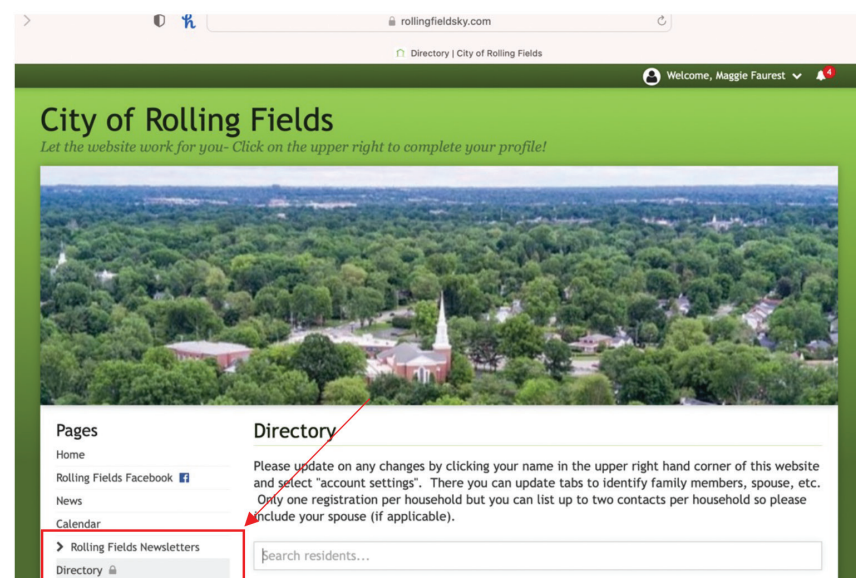 rollingfieldsky.com
Directory | City of Rolling Fields
Welcome, Maggie Faurest
4
City of Rolling Fields
Let the website work for you- Click on the upper right to complete your profile!
Pages
Home
Rolling Fields Facebook
News
Calendar
Rolling Fields Newsletters
Directory
Directory
Please update on any changes by clicking your name in the upper right hand corner of this website
and select "account settings". There you can update tabs to identify family members, spouse, etc.
Only one registration per household but you can list up to two contacts per household so please
include your spouse (if applicable).
Search residents...